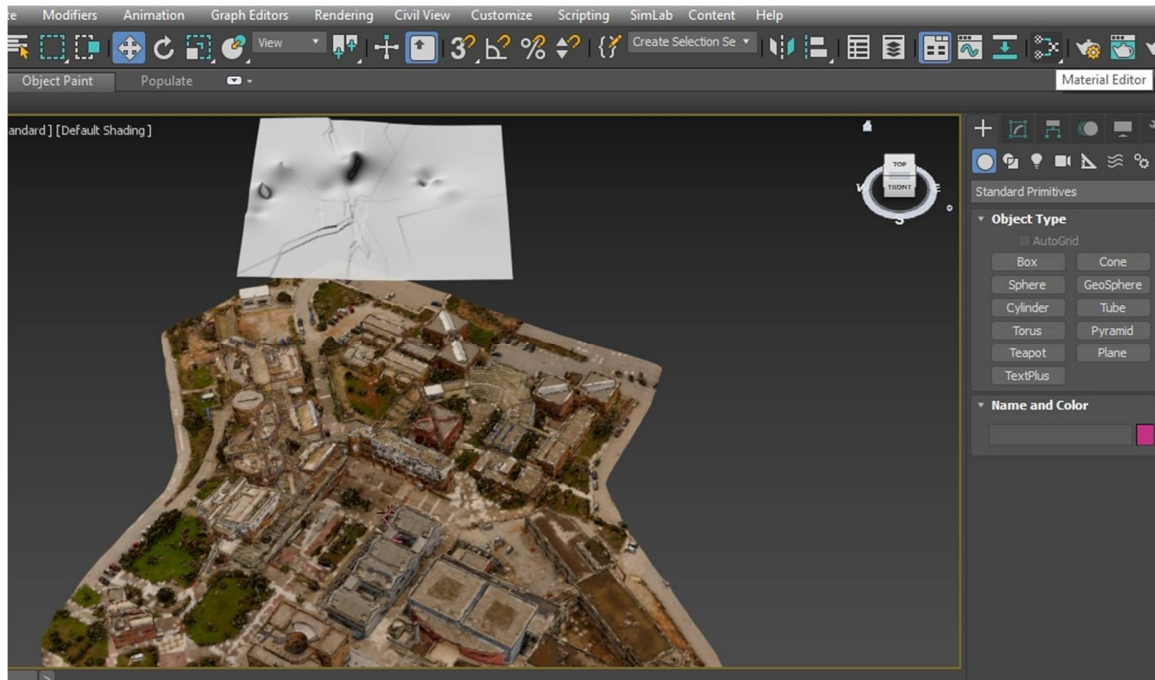 Modifiers Animation Graph Editors Rendering Civil View Customize Scripting SimLab Content Help
View
3
%
Create Selection Se
Object Paint Populate
Material Editor
andard ] [Default Shading ]
TOP
FRONT
S
Standard Primitives
Object Type
AutoGrid
Box Cone
Sphere GeoSphere
Cylinder Tube
Torus Pyramid
Teapot Plane
TextPlus
Name and Color